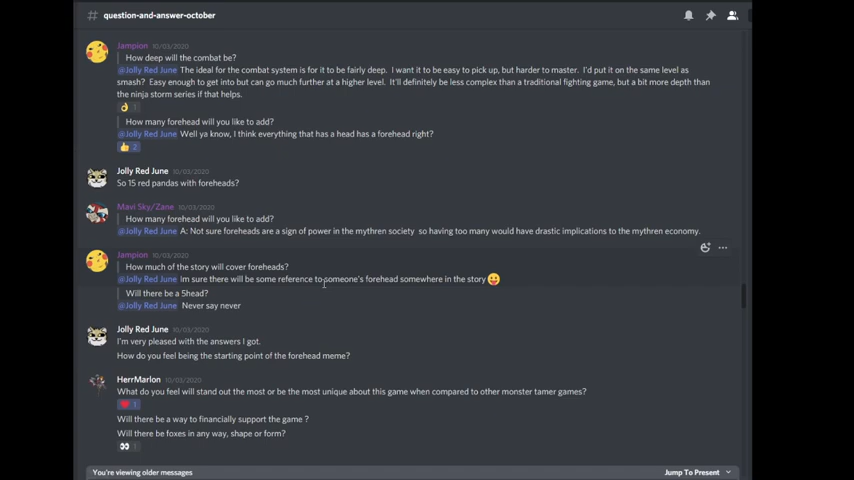 # question-and-answer-october
Jampion 10/03/2020
How deep will the combat be?
@Jolly Red June The ideal for the combat system is for it to be fairly deep. I want it to be easy to pick up, but harder to master. I'd put it on the same level as
smash? Easy enough to get into but can go much further at a higher level. It'll definitely be less complex than a traditional fighting game, but a bit more depth than
the ninja storm series if that helps.
👌 1
How many forehead will you like to add?
@Jolly Red June Well ya know, I think everything that has a head has a forehead right?
👍 2
Jolly Red June 10/03/2020
So 15 red pandas with foreheads?
Mavi Sky/Zane 10/03/2020
How many forehead will you like to add?
@Jolly Red June A: Not sure foreheads are a sign of power in the mythren society so having too many would have drastic implications to the mythren economy.
Jampion 10/03/2020
How much of the story will cover foreheads?
@Jolly Red June Im sure there will be some reference to someone's forehead somewhere in the story 😛
Will there be a 5head?
@Jolly Red June Never say never
Jolly Red June 10/03/2020
I'm very pleased with the answers I got.
How do you feel being the starting point of the forehead meme?
HerrMarlon 10/03/2020
What do you feel will stand out the most or be the most unique about this game when compared to other monster tamer games?
❤️ 1
Will there be a way to financially support the game ?
Will there be foxes in any way, shape or form?
👀 1
You're viewing older messages Jump To Present